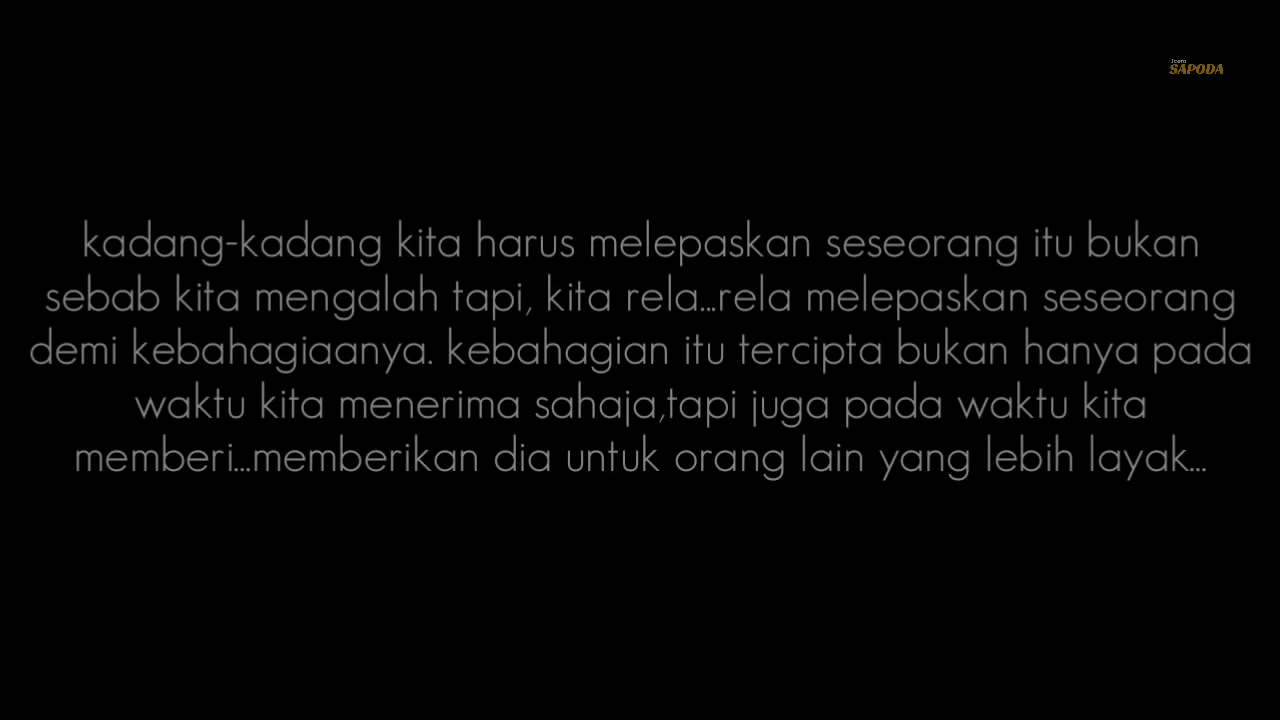 Team
SAPODA
kadang-kadang kita harus melepaskan seseorang itu bukan
sebab kita mengalah tapi, kita rela...rela melepaskan seseorang
demi kebahagiaanya. kebahagian itu tercipta bukan hanya pada
waktu kita menerima sahaja,tapi juga pada waktu kita
memberi...memberikan dia untuk orang lain yang lebih layak...